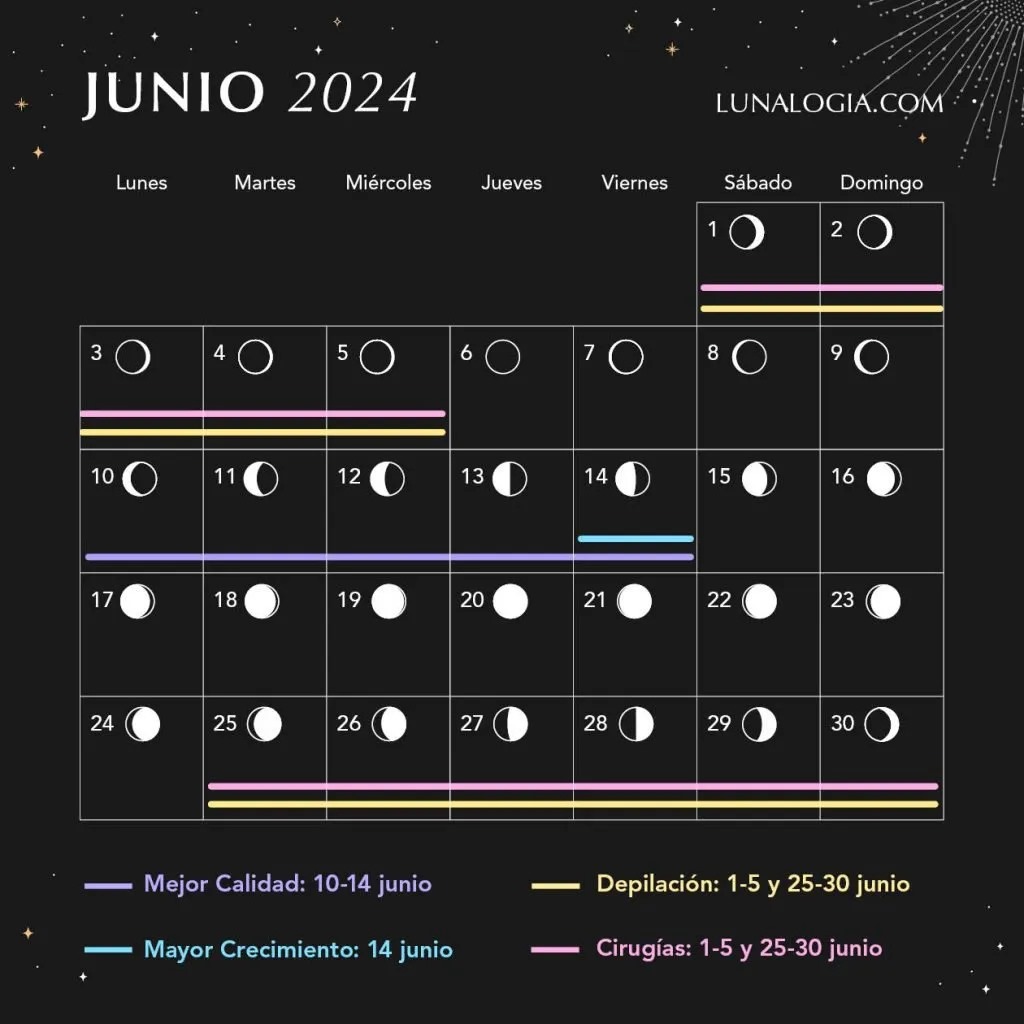 JUNIO 2024
LUNALOGIA.COM
Lunes Martes Miércoles Jueves Viernes Sábado Domingo
1 2
3 4 5 6 7 8 9
10 11 12 13 14 15 16
17 18 19 20 21 22 23
24 25 26 27 28 29 30
Mejor Calidad: 10-14 junio
Depilación: 1-5 y 25-30 junio
Mayor Crecimiento: 14 junio
Cirugías: 1-5 y 25-30 junio